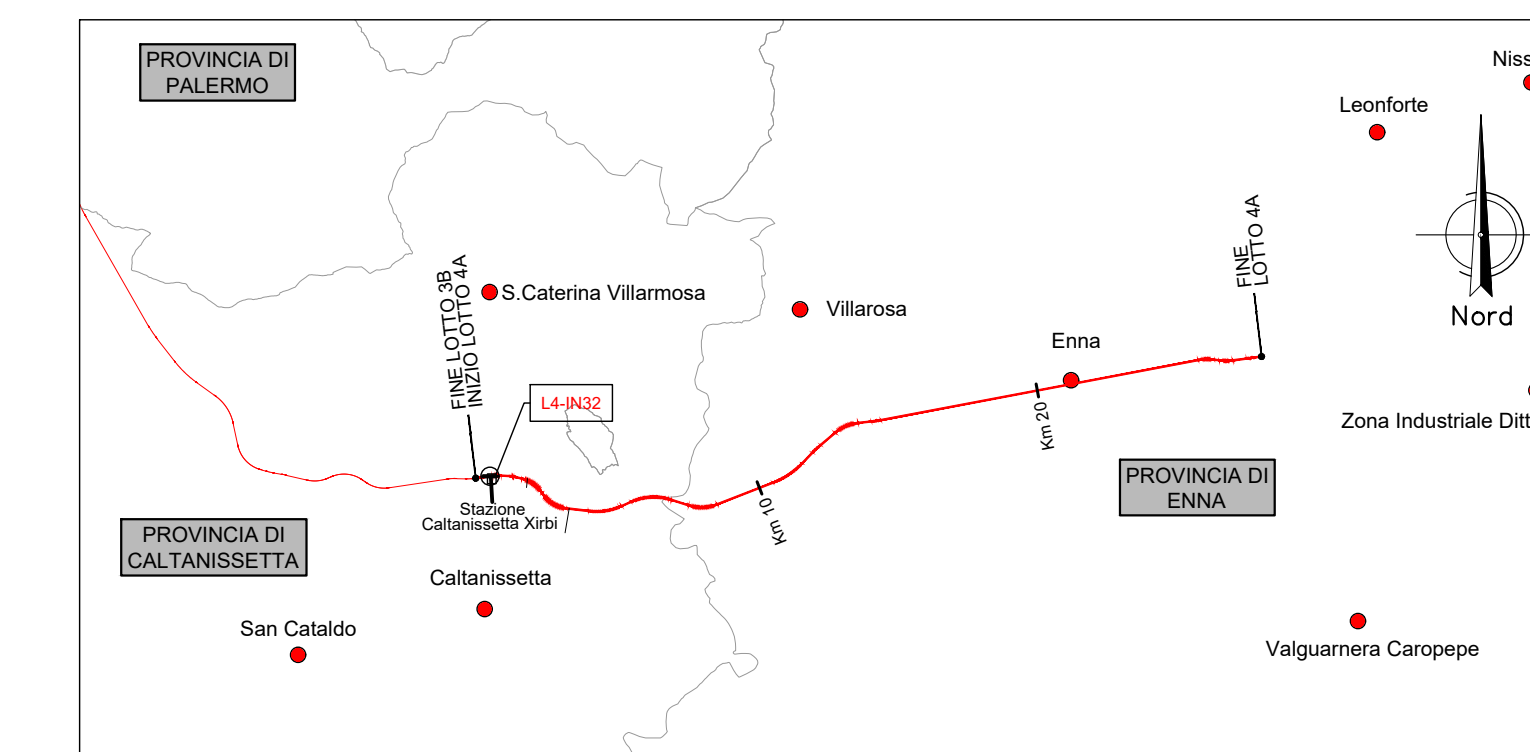 PROVINCIA DI
PALERMO
Niss
Leonforte
FINE
LOTTO 4A
FINE LOTTO 3B
INIZIO LOTTO 4A
S.Caterina Villarmosa
Villarosa
Nord
Enna
L4-IN32
Km 20
Zona Industriale Ditt
PROVINCIA DI
ENNA
Km 10
Stazione
Caltanissetta Xirbi
PROVINCIA DI
CALTANISSETTA
Caltanissetta
San Cataldo
Valguarnera Caropepe